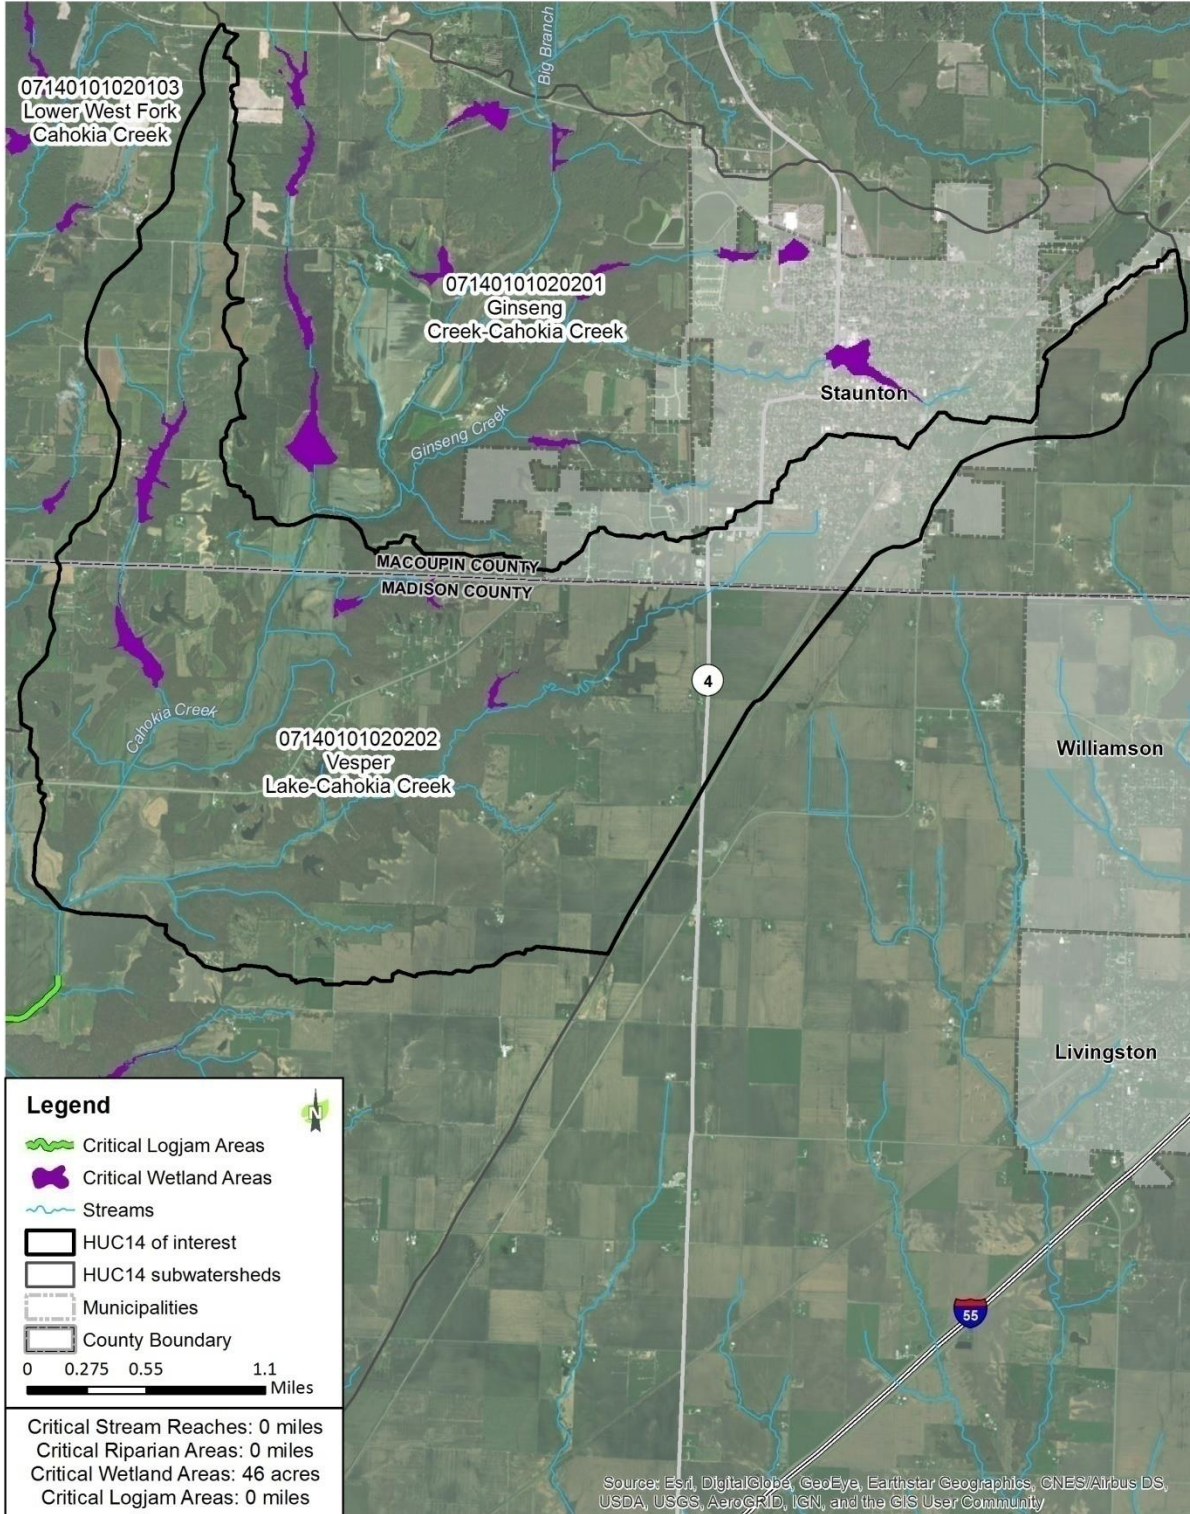 Big Branch
07140101020103
Lower West Fork
Cahokia Creek
07140101020201
Ginseng
Creek-Cahokia Creek
Staunton
Ginseng Creek
MACOUPIN COUNTY
MADISON COUNTY
4
Cahokia Creek
07140101020202
Vesper
Lake-Cahokia Creek
Williamson
Livingston
55
Legend
N
Critical Logjam Areas
Critical Wetland Areas
Streams
HUC14 of interest
HUC14 subwatersheds
Municipalities
County Boundary
0 0.275 0.55 1.1
Miles
Critical Stream Reaches: 0 miles
Critical Riparian Areas: 0 miles
Critical Wetland Areas: 46 acres
Critical Logjam Areas: 0 miles
Source: Esri, DigitalGlobe, GeoEye, Earthstar Geographics, CNES/Airbus DS,
USDA, USGS, AeroGRID, IGN, and the GIS User Community